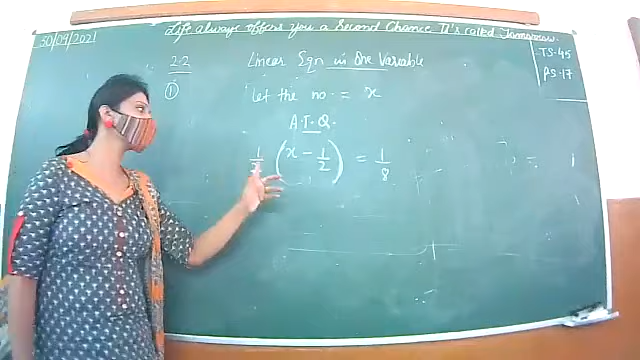 Life always offers you a Second Chance It's called Tomorrow.
30/09/2021
TS-45
PS-17
2.2 Linear Eqn in One Variable
① Let the no. = x
A.T.Q.
1/2 (x - 1/2) = 1/8